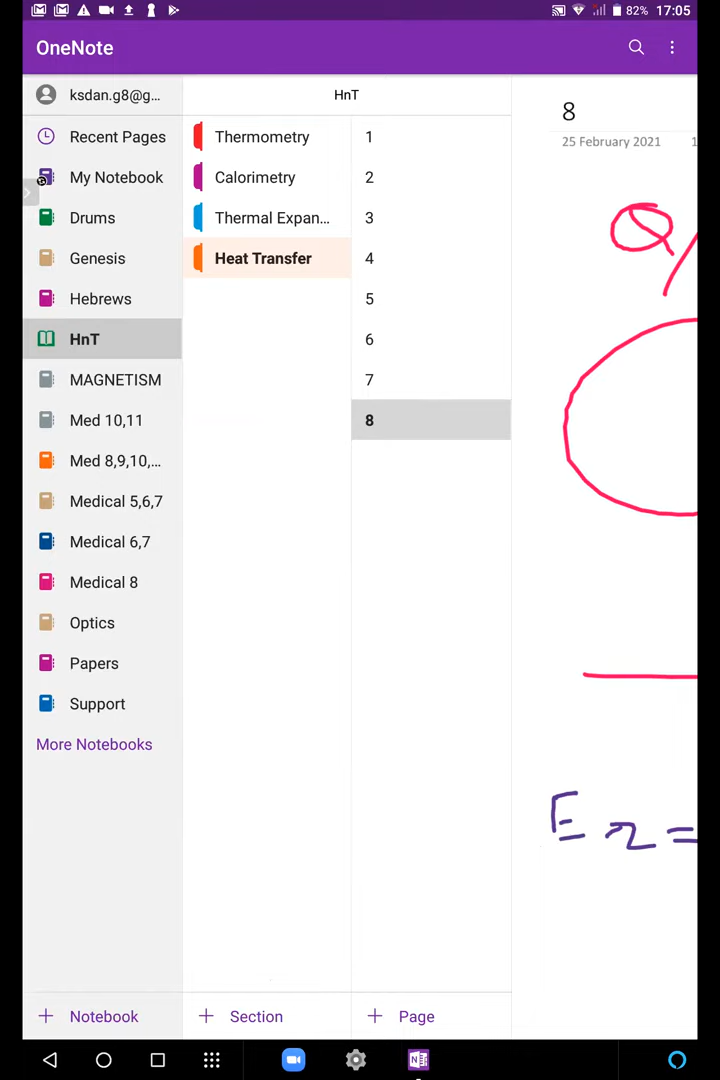 82% 17:05
OneNote
ksdan.g8@g...
Recent Pages
My Notebook
Drums
Genesis
Hebrews
HnT
MAGNETISM
Med 10,11
Med 8,9,10,...
Medical 5,6,7
Medical 6,7
Medical 8
Optics
Papers
Support
More Notebooks
+ Notebook
HnT
Thermometry
Calorimetry
Thermal Expan...
Heat Transfer
+ Section
1
2
3
4
5
6
7
8
+ Page
8
25 February 2021 1
Q/
E r =